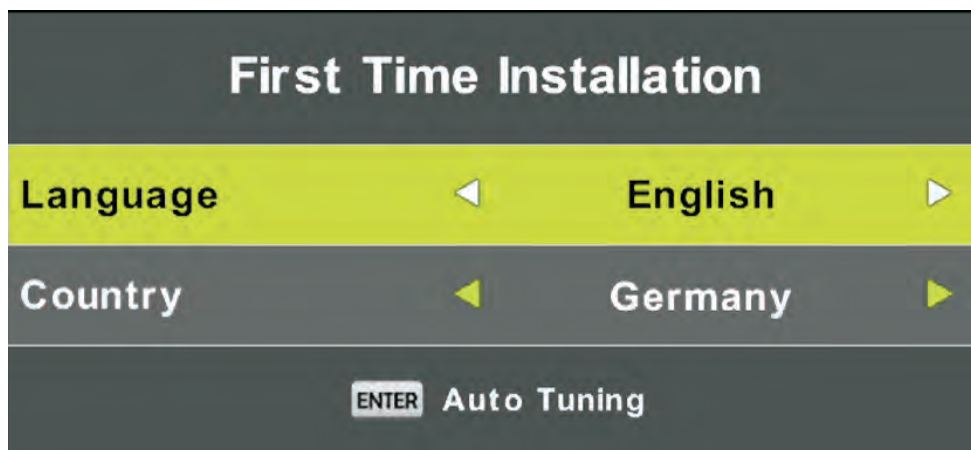 First Time Installation
Language English
Country Germany
ENTER Auto Tuning